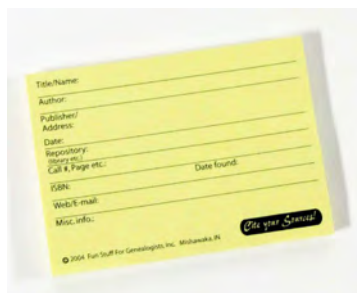 Title/Name:
Author:
Publisher/
Address:
Date:
Repository:
(library etc.)
Call #, Page etc.: Date found:
ISBN:
Web/E-mail:
Misc. info.:
Cite your Sources!
© 2004 Fun Stuff For Genealogists, Inc. Mishawaka, IN